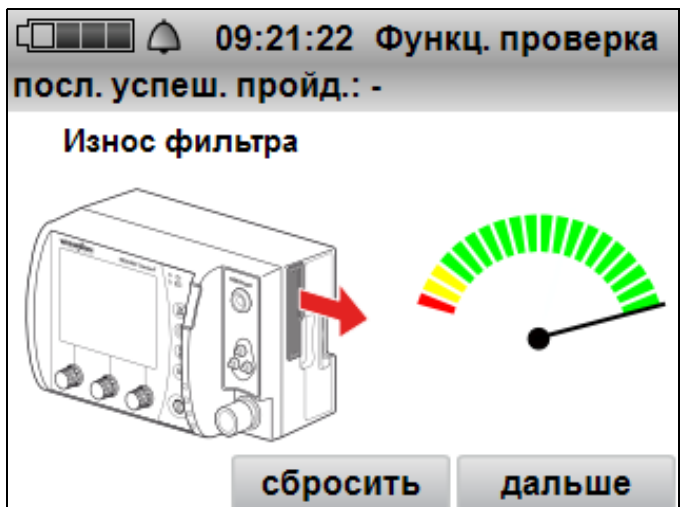 09:21:22 Функц. проверка
посл. успеш. пройд.: -
Износ фильтра
сбросить дальше